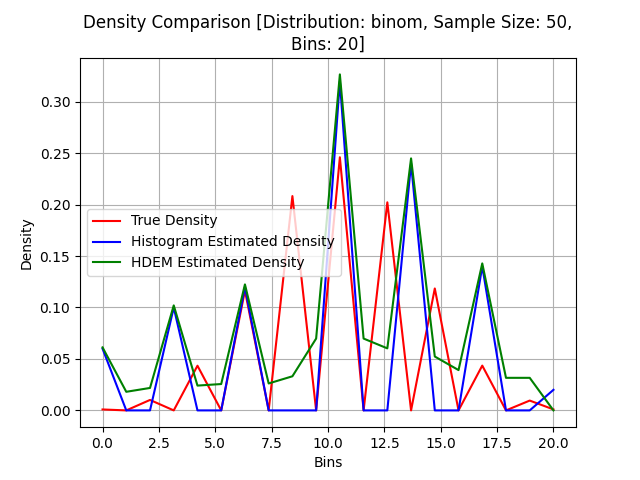 Density Comparison [Distribution: binom, Sample Size: 50,
Bins: 20]
Density
0.30
0.25
0.20
0.15
0.10
0.05
0.00
True Density
Histogram Estimated Density
HDEM Estimated Density
0.0 2.5 5.0 7.5 10.0 12.5 15.0 17.5 20.0
Bins